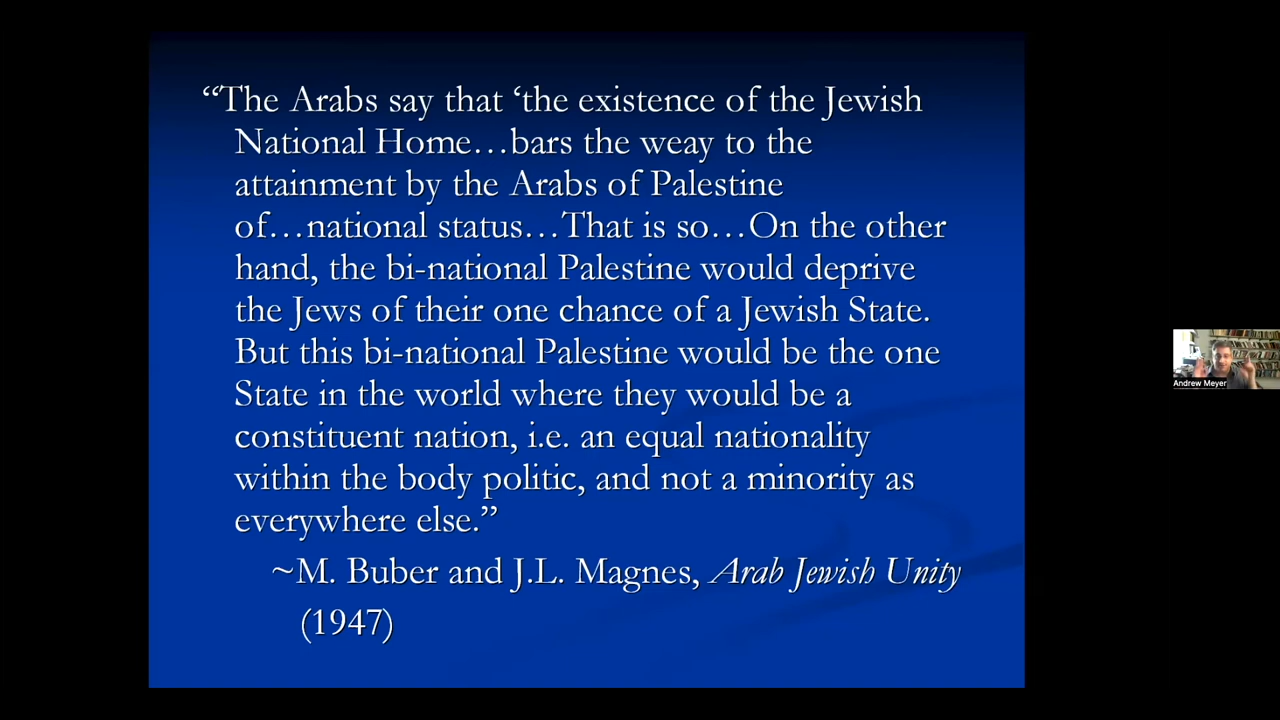 “The Arabs say that ‘the existence of the Jewish
National Home…bars the weay to the
attainment by the Arabs of Palestine
of…national status…That is so…On the other
hand, the bi-national Palestine would deprive
the Jews of their one chance of a Jewish State.
But this bi-national Palestine would be the one
State in the world where they would be a
constituent nation, i.e. an equal nationality
within the body politic, and not a minority as
everywhere else.”
~M. Buber and J.L. Magnes, Arab Jewish Unity
(1947)
Andrew Meyer